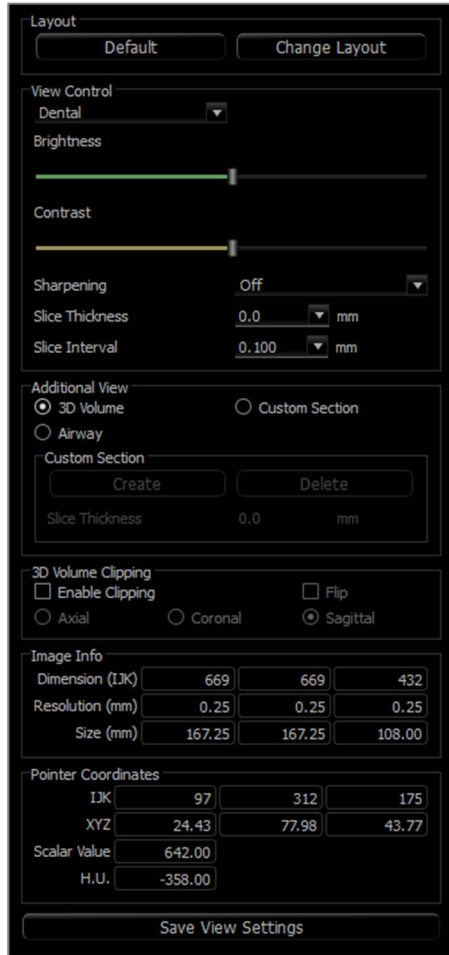 Layout
Default Change Layout
View Control
Dental
Brightness
Contrast
Sharpening Off
Slice Thickness 0.0 mm
Slice Interval 0.100 mm
Additional View
3D Volume Custom Section
Airway
Custom Section
Create Delete
Slice Thickness 0.0 mm
3D Volume Clipping
Enable Clipping Flip
Axial Coronal Sagittal
Image Info
Dimension (IJK) 669 669 432
Resolution (mm) 0.25 0.25 0.25
Size (mm) 167.25 167.25 108.00
Pointer Coordinates
IJK 97 312 175
XYZ 24.43 77.98 43.77
Scalar Value 642.00
H.U. -358.00
Save View Settings